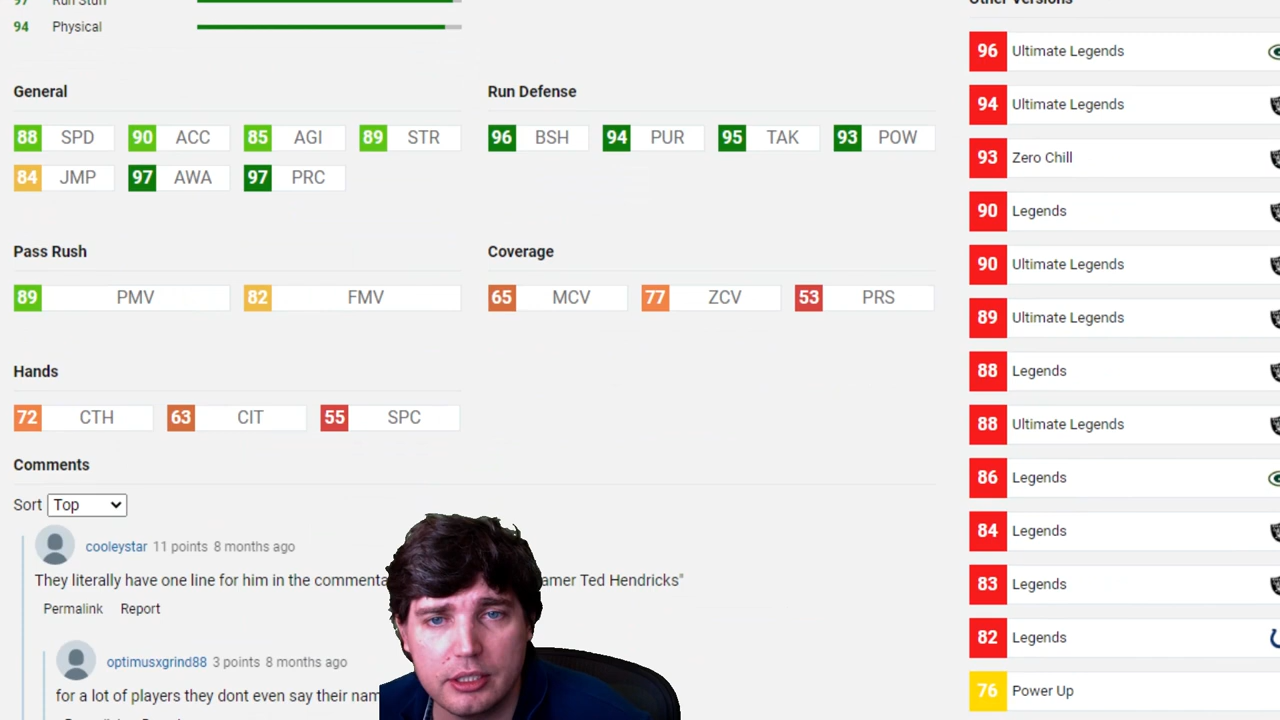 97 Run Stuff
94 Physical
General
88 SPD 90 ACC 85 AGI 89 STR
84 JMP 97 AWA 97 PRC
Run Defense
96 BSH 94 PUR 95 TAK 93 POW
Pass Rush
89 PMV 82 FMV
Coverage
65 MCV 77 ZCV 53 PRS
Hands
72 CTH 63 CIT 55 SPC
Comments
Sort Top
cooleystar 11 points 8 months ago
They literally have one line for him in the commenta amer Ted Hendricks"
Permalink Report
optimusxgrind88 3 points 8 months ago
for a lot of players they dont even say their nam
Other Versions
96 Ultimate Legends
94 Ultimate Legends
93 Zero Chill
90 Legends
90 Ultimate Legends
89 Ultimate Legends
88 Legends
88 Ultimate Legends
86 Legends
84 Legends
83 Legends
82 Legends
76 Power Up